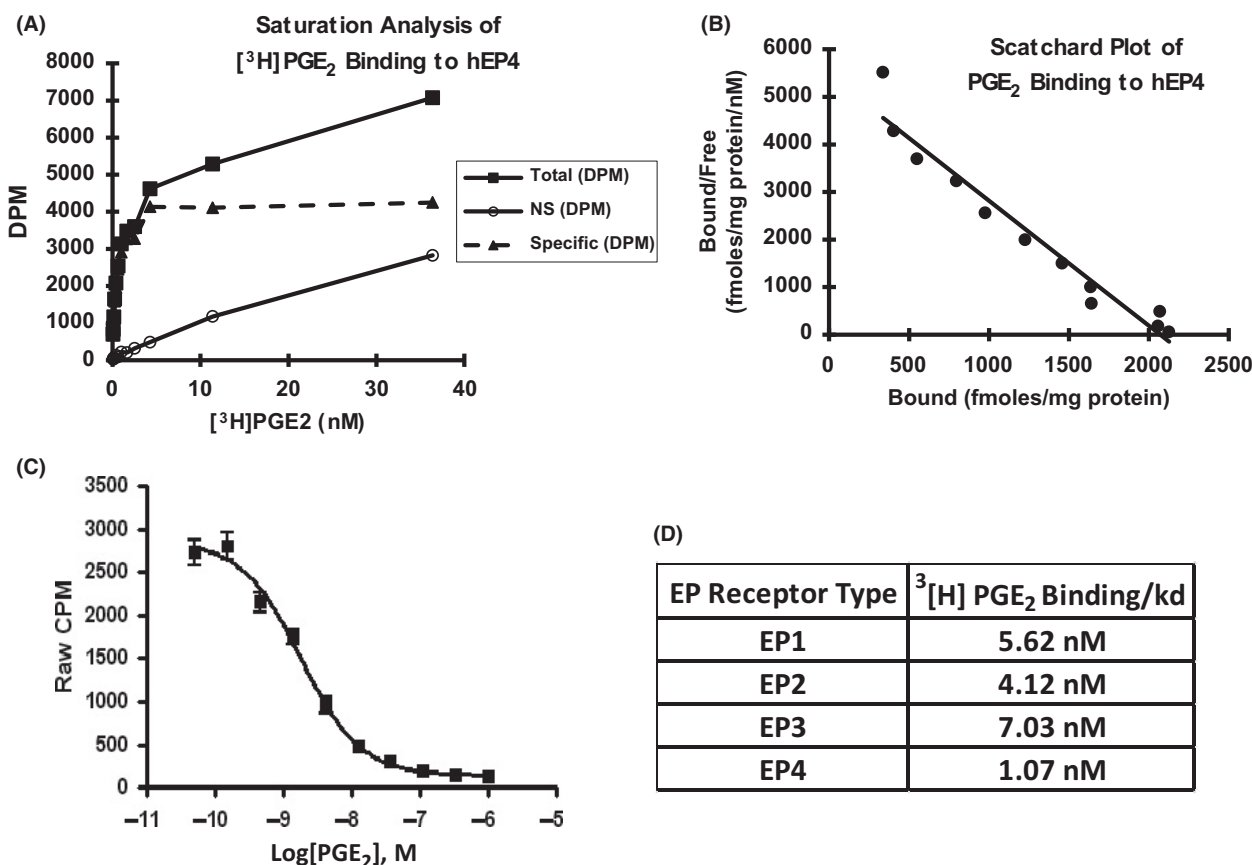 (A)
Saturation Analysis of
[³H]PGE₂ Binding to hEP4
8000
7000
6000
5000
4000
3000
2000
1000
0
DPM
0
10
20
30
40
[³H]PGE2 (nM)
Total (DPM)
NS (DPM)
Specific (DPM)
(B)
Scatchard Plot of
PGE₂ Binding to hEP4
6000
5000
4000
3000
2000
1000
0
Bound/Free
(fmoles/mg protein/nM)
0
500
1000
1500
2000
2500
Bound (fmoles/mg protein)
(C)
3500
3000
2500
2000
1500
1000
500
0
Raw CPM
–11
–10
–9
–8
–7
–6
–5
Log[PGE₂], M
(D)
EP Receptor Type ³[H] PGE₂ Binding/kd
EP1 5.62 nM
EP2 4.12 nM
EP3 7.03 nM
EP4 1.07 nM